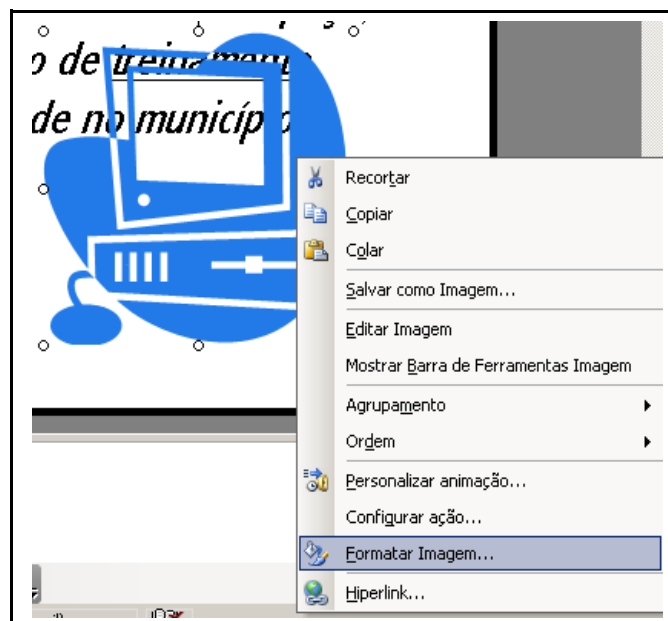 o de treinamento
de no município
Recortar
Copiar
Colar
Salvar como Imagem...
Editar Imagem
Mostrar Barra de Ferramentas Imagem
Agrupamento
Ordem
Personalizar animação...
Configurar ação...
Formatar Imagem...
Hiperlink...